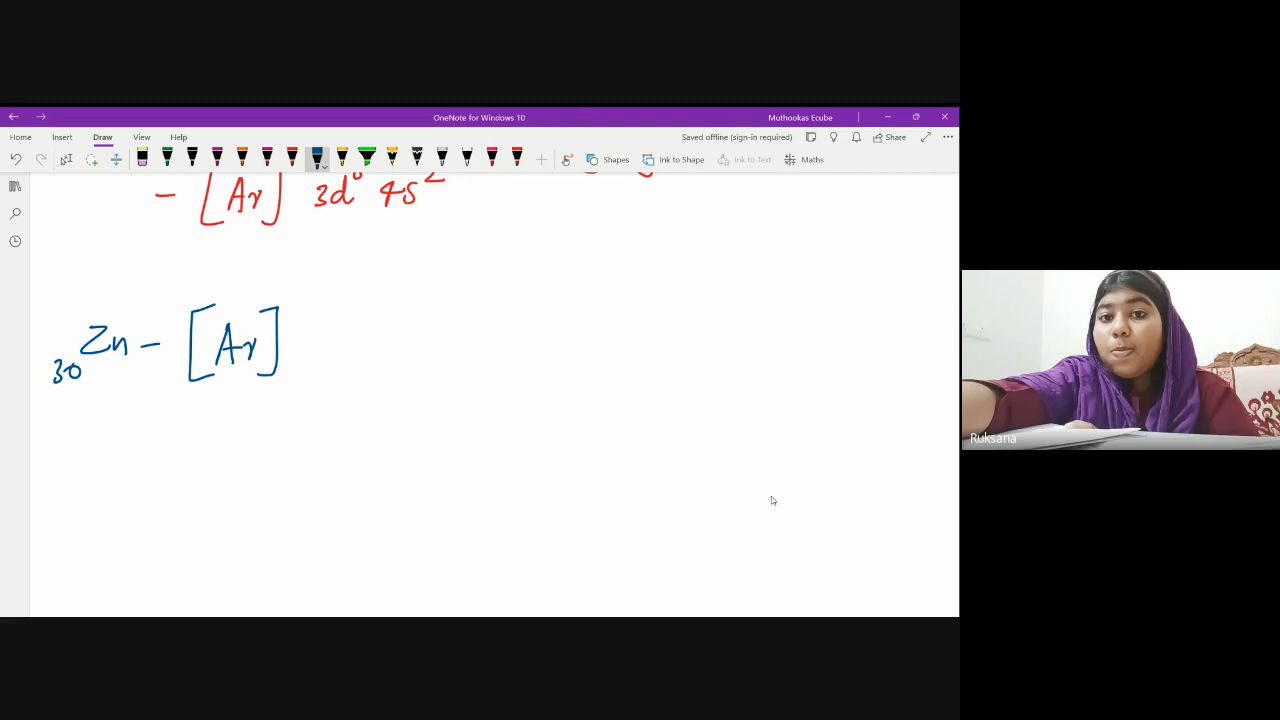 OneNote for Windows 10
Muthookas Ecube
Home Insert Draw View Help
Saved offline (sign-in required)
Share
Shapes
Ink to Shape
Ink to Text
Maths
- [Ar] 3d 4s²
₃₀Zn - [Ar]
Ruksana